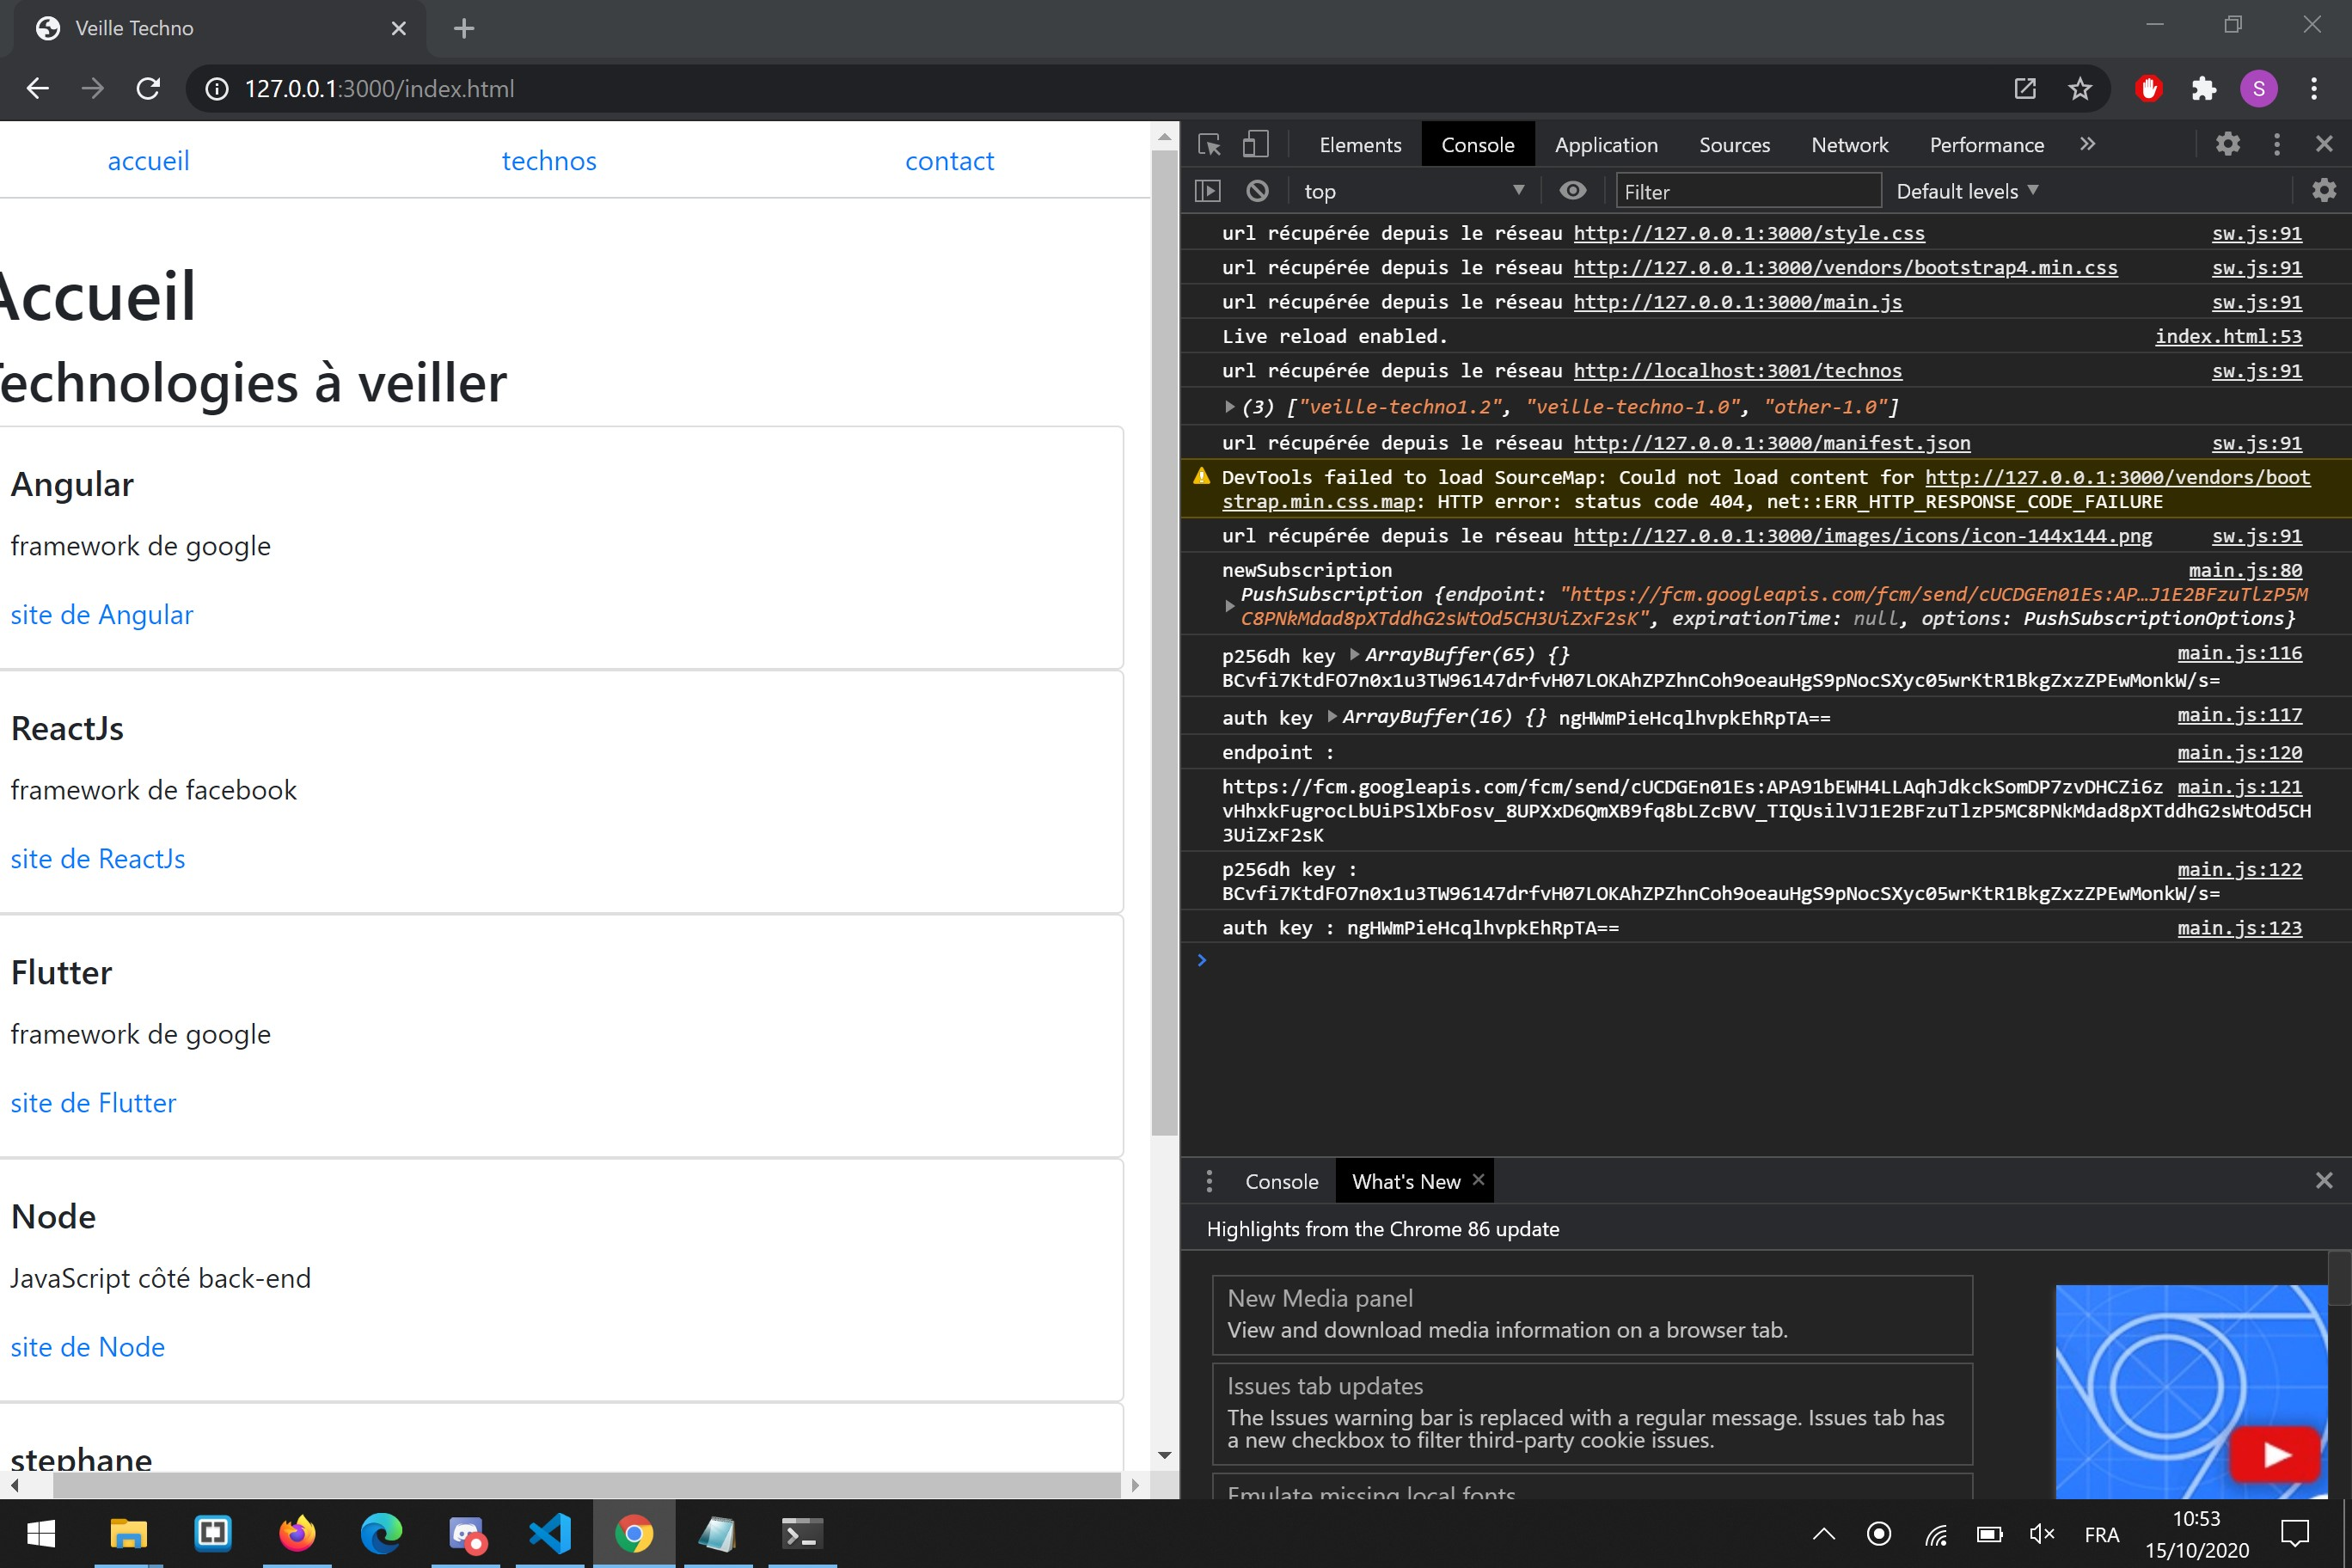 Veille Techno
127.0.0.1:3000/index.html
S
accueil technos contact
Accueil
Technologies à veiller
Angular
framework de google
site de Angular
ReactJs
framework de facebook
site de ReactJs
Flutter
framework de google
site de Flutter
Node
JavaScript côté back-end
site de Node
stephane
Elements Console Application Sources Network Performance
top Filter Default levels
url récupérée depuis le réseau http://127.0.0.1:3000/style.css sw.js:91
url récupérée depuis le réseau http://127.0.0.1:3000/vendors/bootstrap4.min.css sw.js:91
url récupérée depuis le réseau http://127.0.0.1:3000/main.js sw.js:91
Live reload enabled. index.html:53
url récupérée depuis le réseau http://localhost:3001/technos sw.js:91
(3) ["veille-techno1.2", "veille-techno-1.0", "other-1.0"]
url récupérée depuis le réseau http://127.0.0.1:3000/manifest.json sw.js:91
DevTools failed to load SourceMap: Could not load content for http://127.0.0.1:3000/vendors/boot
strap.min.css.map: HTTP error: status code 404, net::ERR_HTTP_RESPONSE_CODE_FAILURE
url récupérée depuis le réseau http://127.0.0.1:3000/images/icons/icon-144x144.png sw.js:91
newSubscription main.js:80
PushSubscription {endpoint: "https://fcm.googleapis.com/fcm/send/cUCDGEn01Es:AP…J1E2BFzuTlzP5M
C8PNkMdad8pXTddhG2sWtOd5CH3UiZxF2sK", expirationTime: null, options: PushSubscriptionOptions}
p256dh key ArrayBuffer(65) {} main.js:116
BCvfi7KtdFO7n0x1u3TW96147drfvH07LOKAhZPZhnCoh9oeauHgS9pNocSXyc05wrKtR1BkgZxzZPEwMonkW/s=
auth key ArrayBuffer(16) {} ngHWmPieHcqlhvpkEhRpTA== main.js:117
endpoint : main.js:120
https://fcm.googleapis.com/fcm/send/cUCDGEn01Es:APA91bEWH4LLAqhJdkckSomDP7zvDHCZi6z main.js:121
vHhxkFugrocLbUiPSlXbFosv_8UPXxD6QmXB9fq8bLZcBVV_TIQUsilVJ1E2BFzuTlzP5MC8PNkMdad8pXTddhG2sWtOd5CH
3UiZxF2sK
p256dh key : main.js:122
BCvfi7KtdFO7n0x1u3TW96147drfvH07LOKAhZPZhnCoh9oeauHgS9pNocSXyc05wrKtR1BkgZxzZPEwMonkW/s=
auth key : ngHWmPieHcqlhvpkEhRpTA== main.js:123
Console What's New
Highlights from the Chrome 86 update
New Media panel
View and download media information on a browser tab.
Issues tab updates
The Issues warning bar is replaced with a regular message. Issues tab has
a new checkbox to filter third-party cookie issues.
Emulate missing local fonts
FRA
10:53
15/10/2020